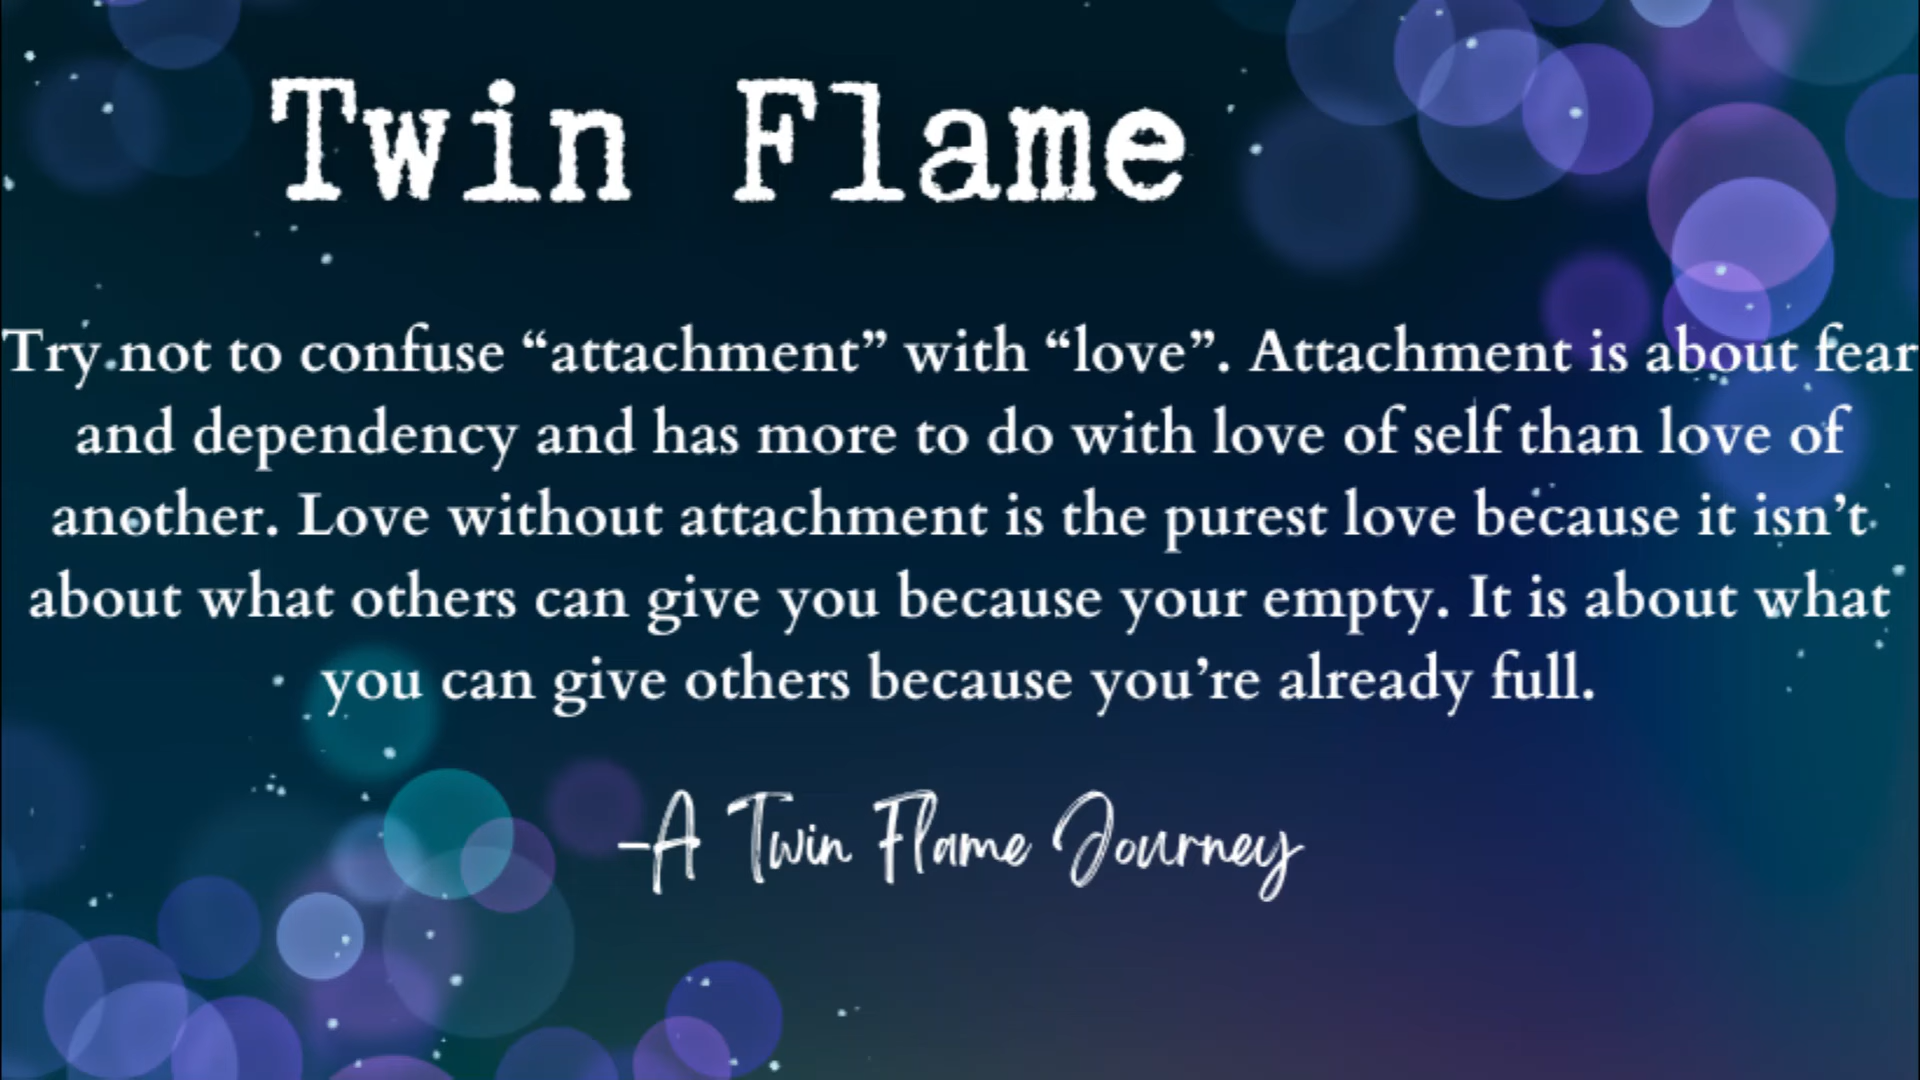 Twin Flame
Try not to confuse “attachment” with “love”. Attachment is about fear
and dependency and has more to do with love of self than love of
another. Love without attachment is the purest love because it isn’t
about what others can give you because your empty. It is about what
you can give others because you’re already full.
-A Twin Flame Journey